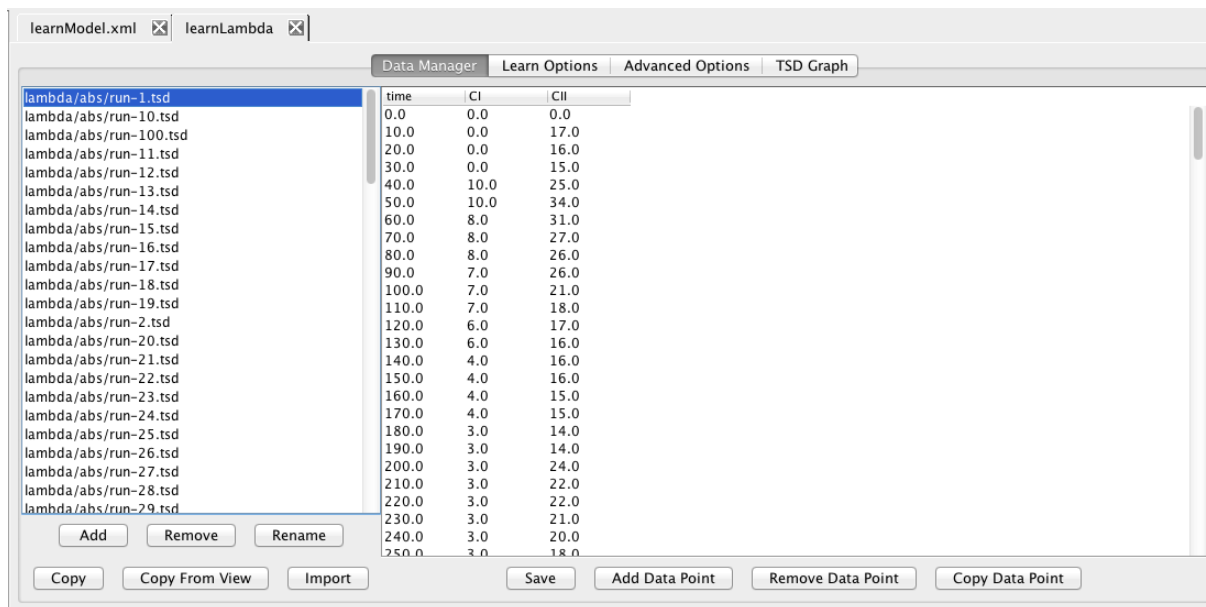 learnModel.xml learnLambda
Data Manager Learn Options Advanced Options TSD Graph
lambda/abs/run-1.tsd
lambda/abs/run-10.tsd
lambda/abs/run-100.tsd
lambda/abs/run-11.tsd
lambda/abs/run-12.tsd
lambda/abs/run-13.tsd
lambda/abs/run-14.tsd
lambda/abs/run-15.tsd
lambda/abs/run-16.tsd
lambda/abs/run-17.tsd
lambda/abs/run-18.tsd
lambda/abs/run-19.tsd
lambda/abs/run-2.tsd
lambda/abs/run-20.tsd
lambda/abs/run-21.tsd
lambda/abs/run-22.tsd
lambda/abs/run-23.tsd
lambda/abs/run-24.tsd
lambda/abs/run-25.tsd
lambda/abs/run-26.tsd
lambda/abs/run-27.tsd
lambda/abs/run-28.tsd
lambda/abs/run-29.tsd
Add Remove Rename
Copy Copy From View Import
time CI CII
0.0 0.0 0.0
10.0 0.0 17.0
20.0 0.0 16.0
30.0 0.0 15.0
40.0 10.0 25.0
50.0 10.0 34.0
60.0 8.0 31.0
70.0 8.0 27.0
80.0 8.0 26.0
90.0 7.0 26.0
100.0 7.0 21.0
110.0 7.0 18.0
120.0 6.0 17.0
130.0 6.0 16.0
140.0 4.0 16.0
150.0 4.0 16.0
160.0 4.0 15.0
170.0 4.0 15.0
180.0 3.0 14.0
190.0 3.0 14.0
200.0 3.0 24.0
210.0 3.0 22.0
220.0 3.0 22.0
230.0 3.0 21.0
240.0 3.0 20.0
250.0 3.0 18.0
Save Add Data Point Remove Data Point Copy Data Point